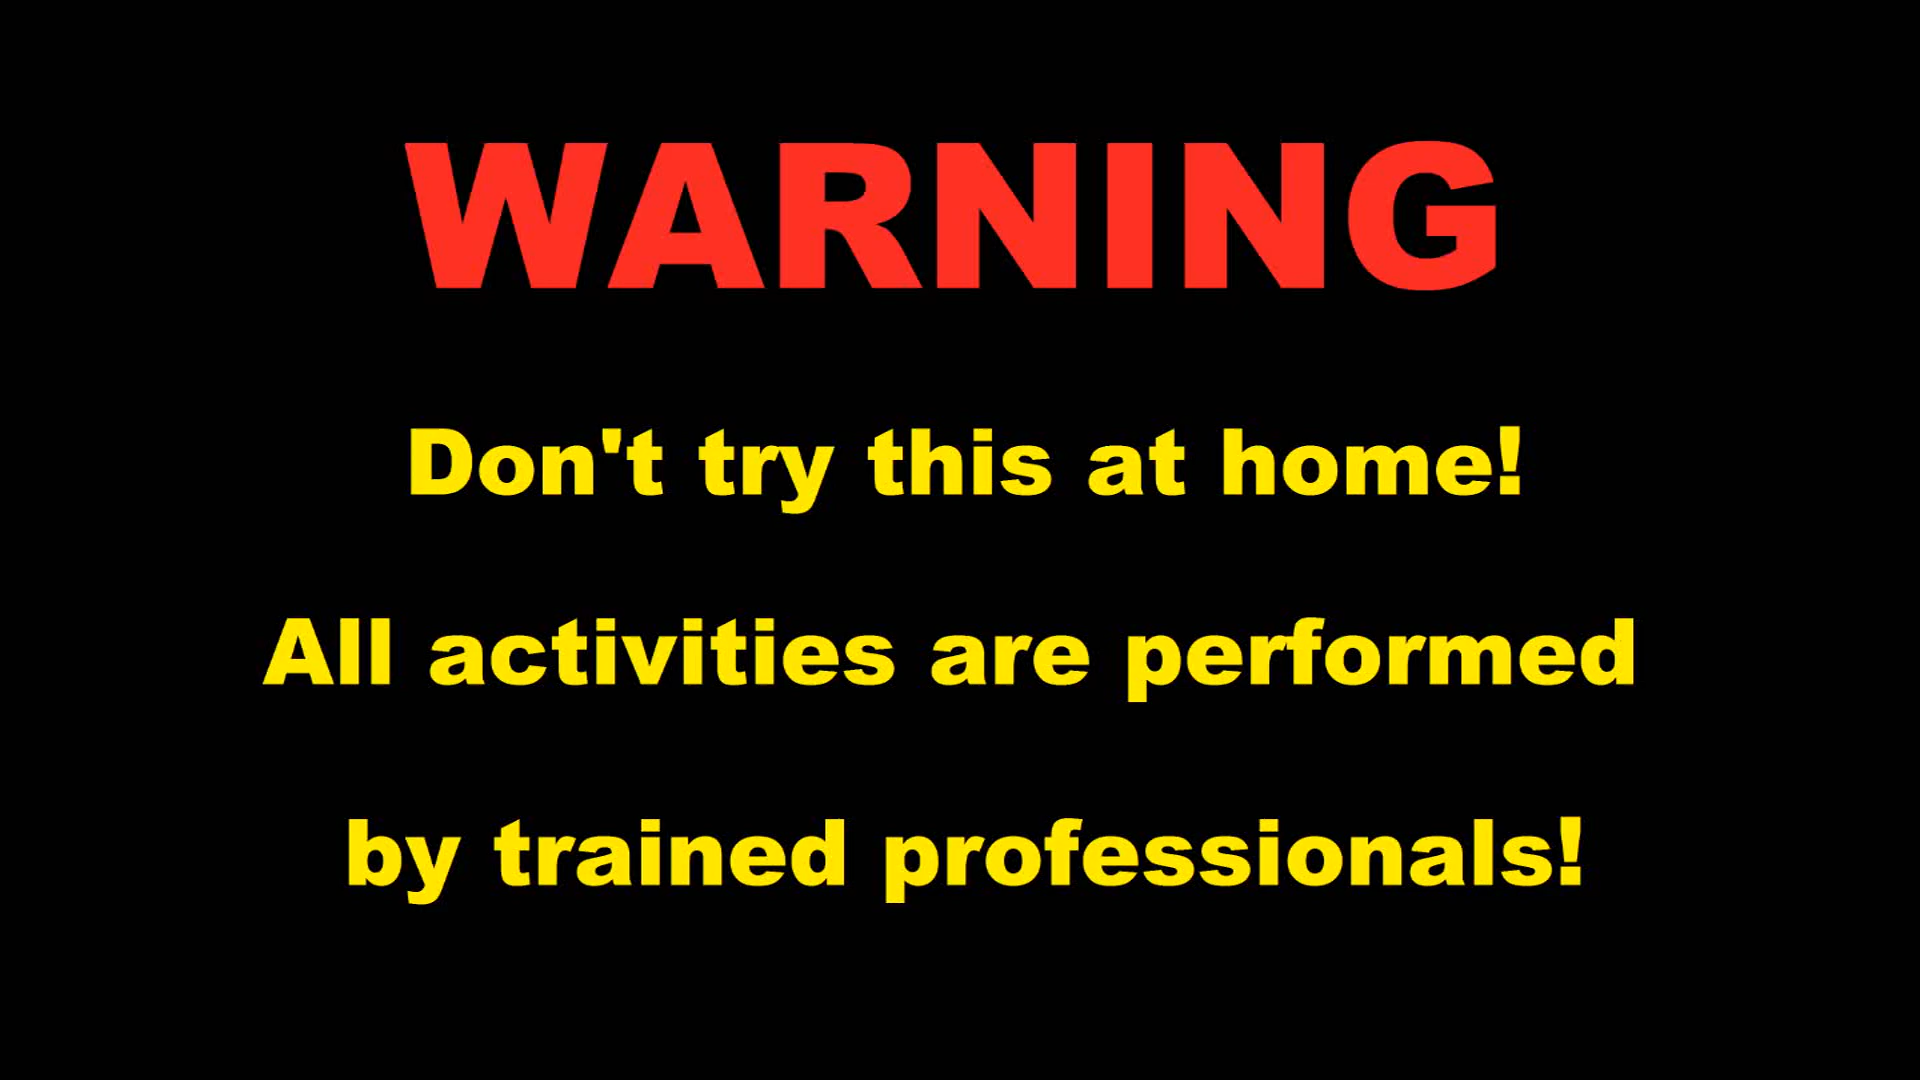 WARNING
Don't try this at home!
All activities are performed
by trained professionals!